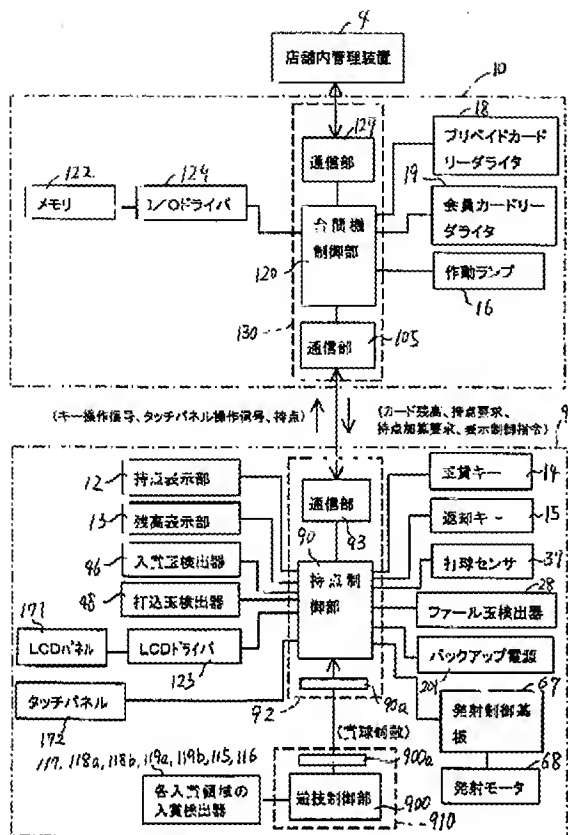 4
店舗内管理装置
10
18
プリペイドカード
リーダライタ
124
通信部
122
メモリ
124
I/Oドライバ
19
会員カードリー
ダライタ
台間機
制御部
120
作動ランプ
16
130
通信部
105
(キー操作信号、タッチパネル操作信号、持点)
(カード残高、持点要求、
持点加算要求、表示制御指令)
9
12
持点表示部
13
残高表示部
46
入賞玉検出器
48
打込玉検出器
171
LCDパネル
LCDドライバ
123
タッチパネル
172
通信部
93
90
持点制
御部
92
90a
玉貸キー
14
返却キー
15
打球センサ
37
ファール玉検出器
28
バックアップ電源
201
67
発射制御基
板
発射モータ
68
(賞球個数)
900a
117, 118a, 118b, 119a, 119b, 115, 116
各入賞領域の
入賞検出器
遊技制御部
900
910